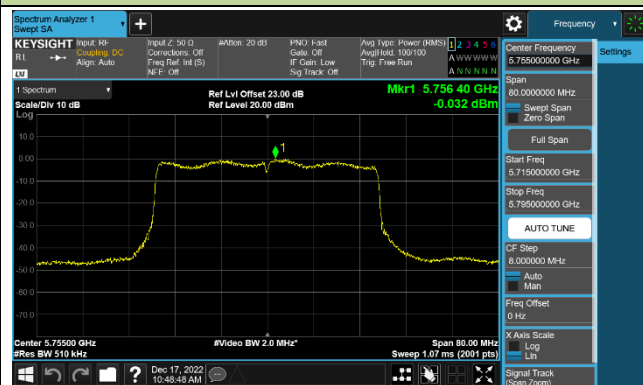 Spectrum Analyzer 1
Swept SA
Frequency
KEYSIGHT
Input: RF
Coupling: DC
Align: Auto
Input Z: 50 Ω
Corrections: Off
Freq Ref: Int (S)
NFE: Off
#Atten: 20 dB
PNO: Fast
Gate: Off
IF Gain: Low
Sig Track: Off
Avg Type: Power (RMS)
Avg|Hold: 100/100
Trig: Free Run
1 2 3 4 5 6
A W W W W W
A N N N N N
RL
LXI
Center Frequency
5.755000000 GHz
Settings
Span
80.0000000 MHz
Swept Span
Zero Span
Full Span
Start Freq
5.715000000 GHz
Stop Freq
5.795000000 GHz
AUTO TUNE
CF Step
8.000000 MHz
Auto
Man
Freq Offset
0 Hz
X Axis Scale
Log
Lin
Signal Track
(Span Zoom)
1 Spectrum
Scale/Div 10 dB
Log
Ref Lvl Offset 23.00 dB
Ref Level 20.00 dBm
Mkr1 5.756 40 GHz
-0.032 dBm
10.0
0.00
-10.0
-20.0
-30.0
-40.0
-50.0
-60.0
-70.0
1
Center 5.75500 GHz
#Res BW 510 kHz
#Video BW 2.0 MHz*
Span 80.00 MHz
Sweep 1.07 ms (2001 pts)
Dec 17, 2022
10:48:48 AM